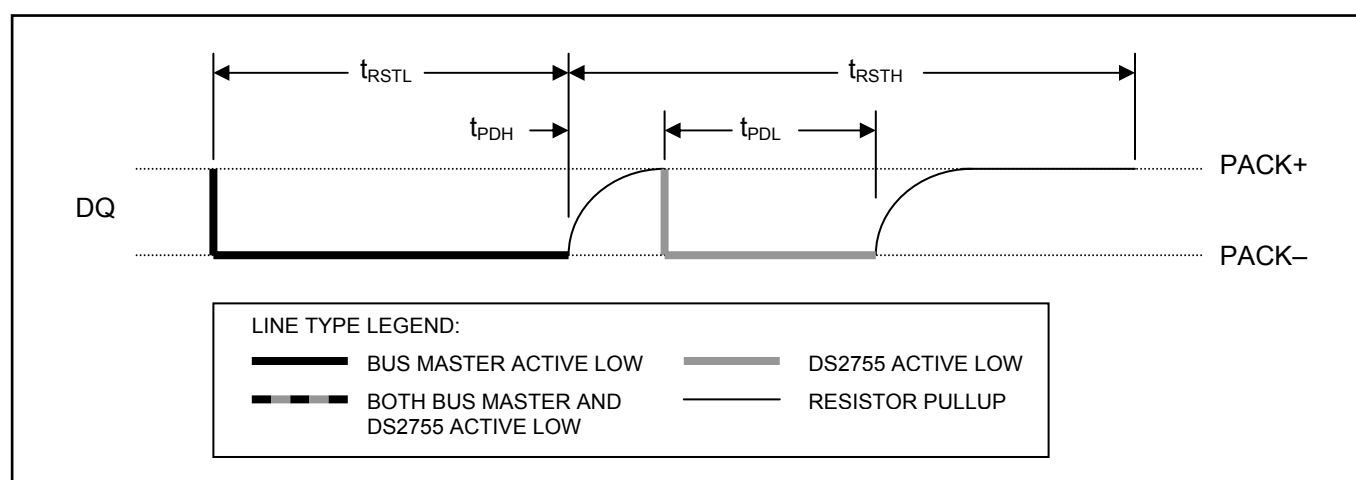 tRSTL
tRSTH
tPDH
tPDL
PACK+
DQ
PACK–
LINE TYPE LEGEND:
BUS MASTER ACTIVE LOW
DS2755 ACTIVE LOW
BOTH BUS MASTER AND
DS2755 ACTIVE LOW
RESISTOR PULLUP